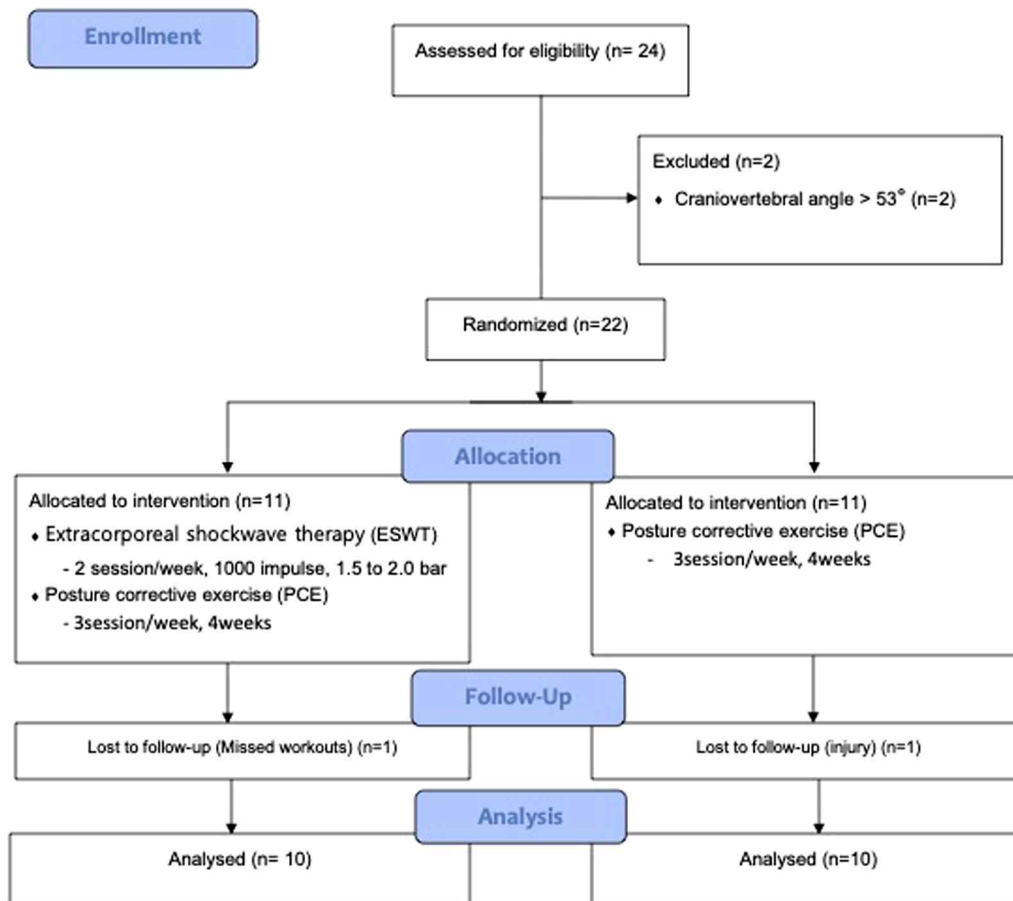 Enrollment
Assessed for eligibility (n= 24)
Excluded (n=2)
♦ Craniovertebral angle > 53° (n=2)
Randomized (n=22)
Allocation
Allocated to intervention (n=11)
♦ Extracorporeal shockwave therapy (ESWT)
- 2 session/week, 1000 impulse, 1.5 to 2.0 bar
♦ Posture corrective exercise (PCE)
- 3session/week, 4weeks
Allocated to intervention (n=11)
♦ Posture corrective exercise (PCE)
- 3session/week, 4weeks
Follow-Up
Lost to follow-up (Missed workouts) (n=1)
Lost to follow-up (injury) (n=1)
Analysis
Analysed (n= 10)
Analysed (n=10)